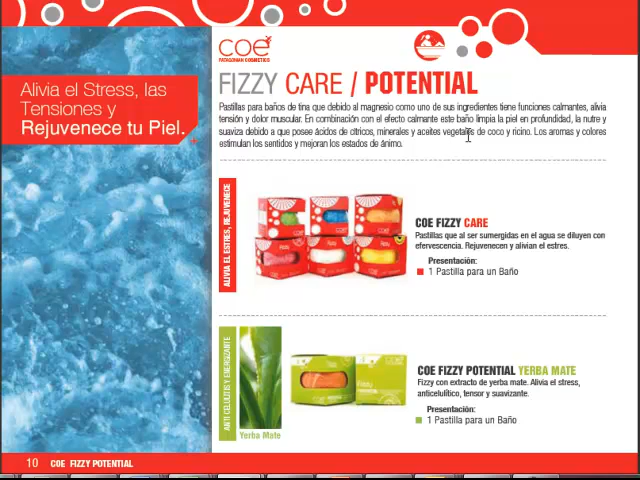 Alivia el Stress, las
Tensiones y
Rejuvenece tu Piel.
coe
PATAGONIAN COSMETICO
FIZZY CARE / POTENTIAL
Pastillas para baños de tina que debido al magnesio como uno de sus ingredientes tiene funciones calmantes, alivia
tensión y dolor muscular. En combinación con el efecto calmante este baño limpia la piel en profundidad, la nutre y
suaviza debido a que posee ácidos de cítricos, minerales y aceites vegetales de coco y ricino. Los aromas y colores
estimulan los sentidos y mejoran los estados de ánimo.
ALIVIA EL ESTRES, REJUVENECE
COE FIZZY CARE
Pastillas que al ser sumergidas en el agua se diluyen con
efervescencia. Rejuvenecen y alivian el estres.
Presentación:
1 Pastilla para un Baño
ANTI CELULITIS Y ENERGIZANTE
Yerba Mate
coe
fizzy
COE FIZZY POTENTIAL YERBA MATE
Fizzy con extracto de yerba mate. Alivia el stress,
anticelulítico, tensor y suavizante.
Presentación:
1 Pastilla para un Baño
10 COE FIZZY POTENTIAL